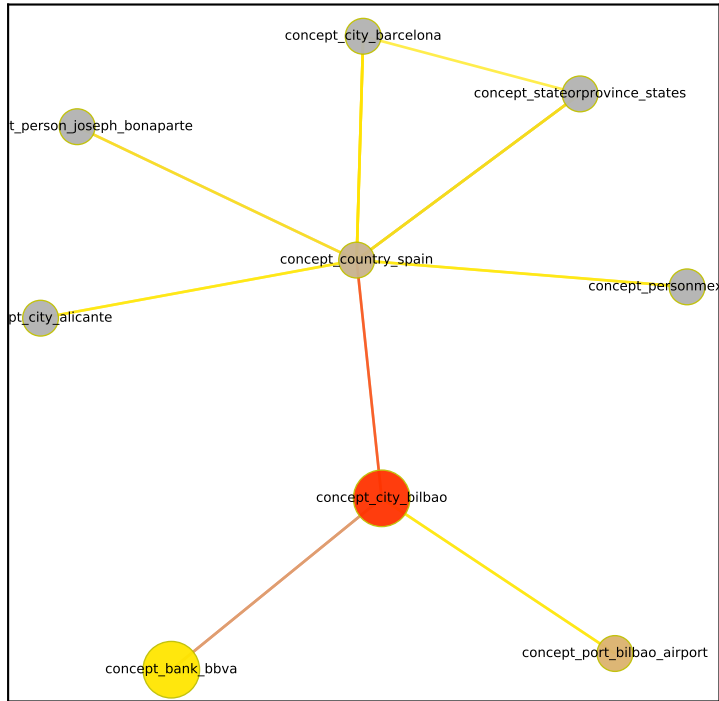 concept_city_barcelona
concept_stateorprovince_states
t_person_joseph_bonaparte
concept_country_spain
concept_personmex
pt_city_alicante
concept_city_bilbao
concept_port_bilbao_airport
concept_bank_bbva